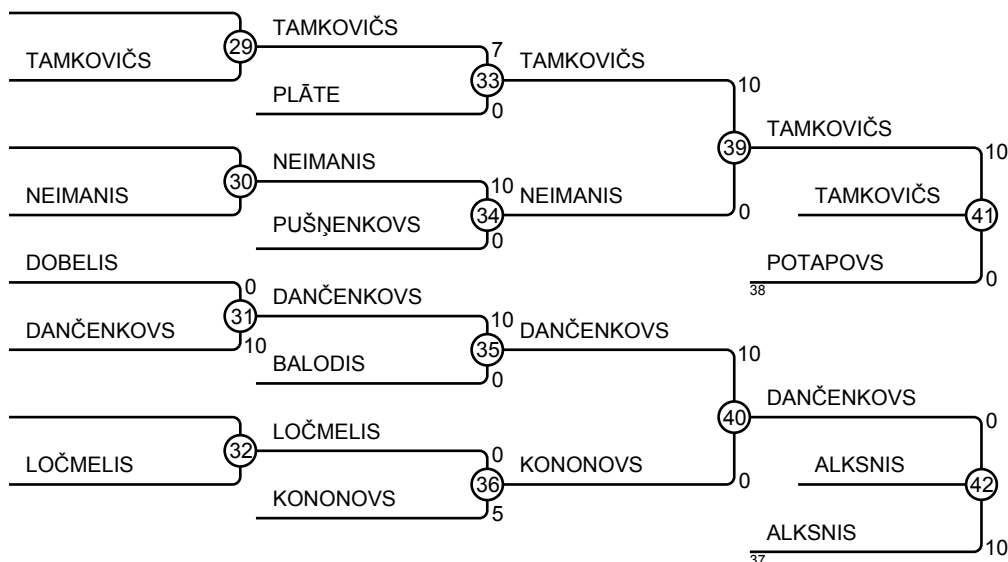 TAMKOVIČS
29
TAMKOVIČS
7
33
PLĀTE
0
TAMKOVIČS
10
39
NEIMANIS
30
NEIMANIS
10
34
PUŠŅENKOVS
0
NEIMANIS
0
TAMKOVIČS
10
TAMKOVIČS
41
POTAPOVS
38
0
DOBELIS
0
31
DANČENKOVS
10
DANČENKOVS
10
35
BALODIS
0
DANČENKOVS
10
40
LOČMELIS
32
LOČMELIS
0
36
KONONOVS
5
KONONOVS
0
DANČENKOVS
0
ALKSNIS
42
ALKSNIS
37
10